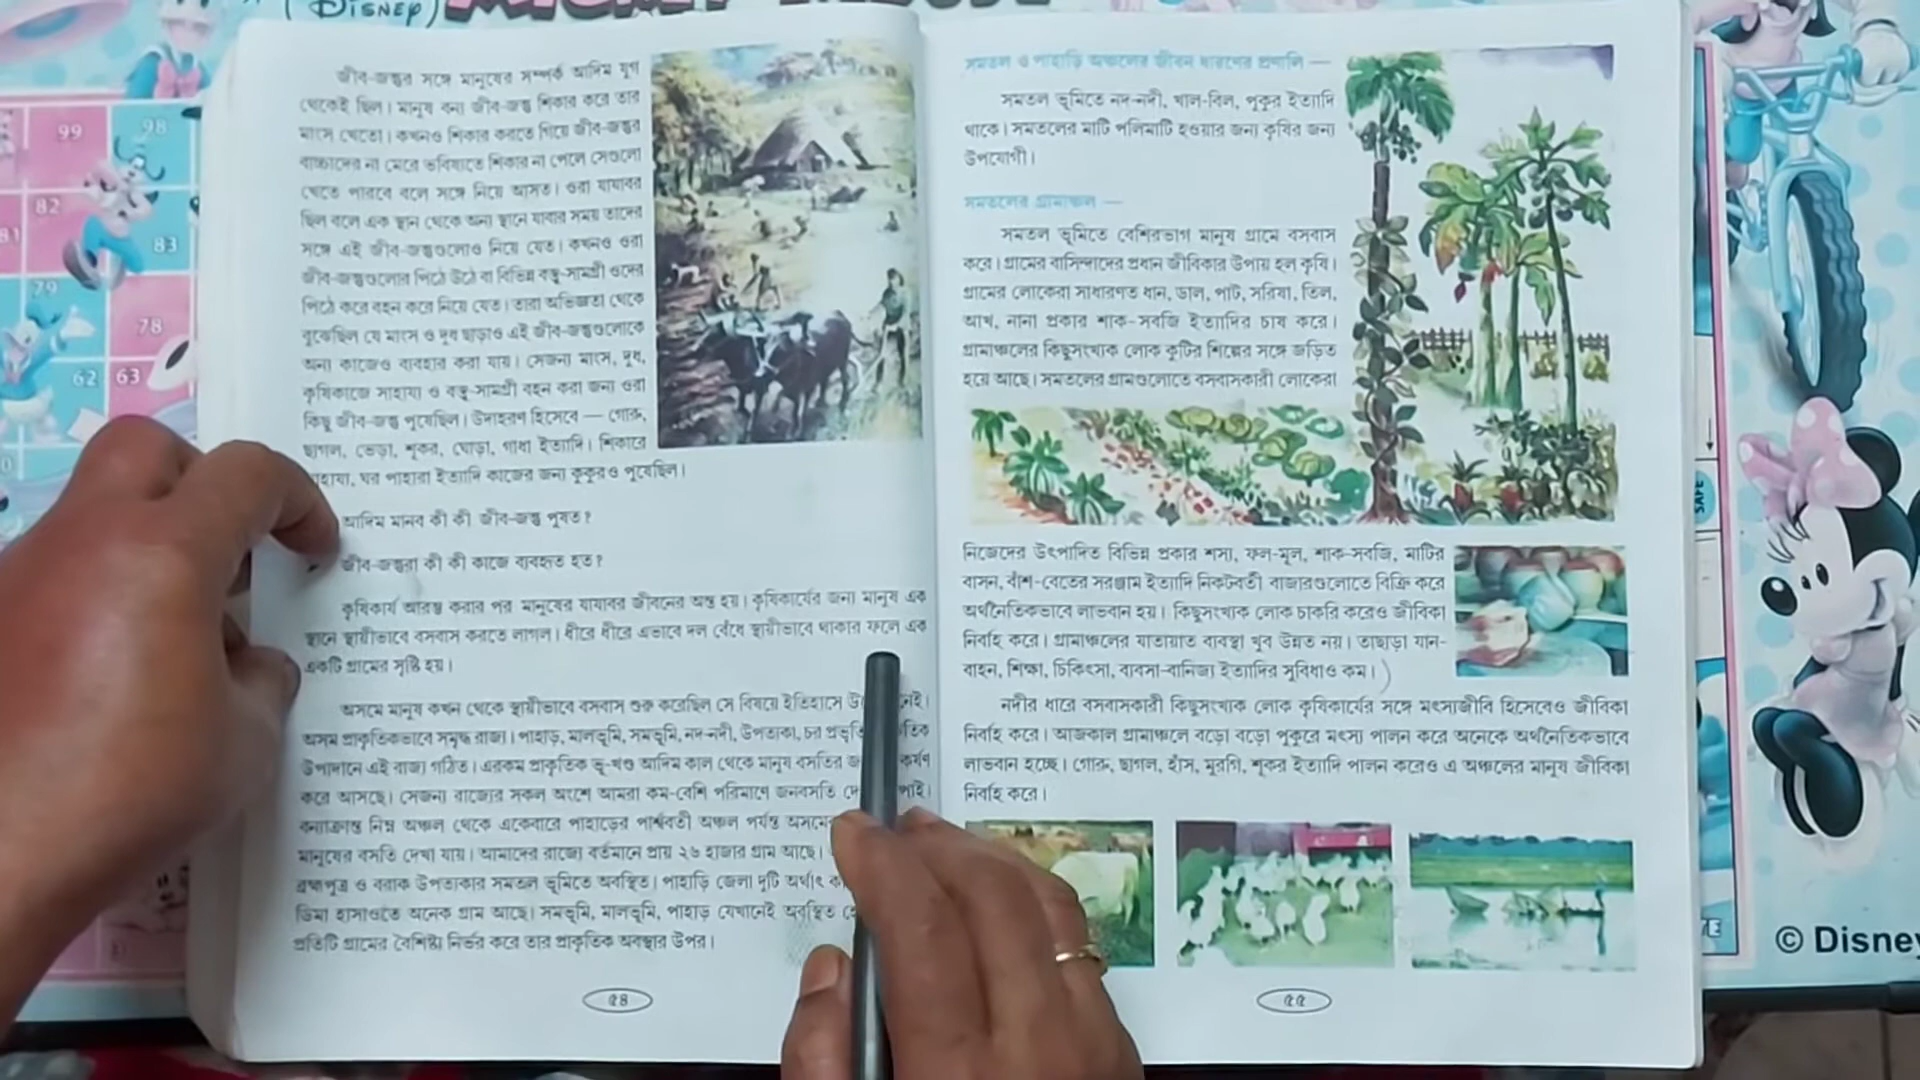 DISNEY
জীব-জন্তুর সঙ্গে মানুষের সম্পর্ক আদিম যুগ
থেকেই ছিল। মানুষ বন্য জীব-জন্তু শিকার করে তার
মাংস খেতো। কখনও শিকার করতে গিয়ে জীব-জন্তুর
বাচ্চাদের না মেরে ভবিষ্যতে শিকার না পেলে সেগুলো
খেতে পারবে বলে সঙ্গে নিয়ে আসত। ওরা যাযাবর
ছিল বলে এক স্থান থেকে অন্য স্থানে যাবার সময় তাদের
সঙ্গে এই জীব-জন্তুগুলোও নিয়ে যেত। কখনও ওরা
জীব-জন্তুগুলোর পিঠে উঠে বা বিভিন্ন বস্তু-সামগ্রী ওদের
পিঠে করে বহন করে নিয়ে যেত। তারা অভিজ্ঞতা থেকে
বুঝেছিল যে মাংস ও দুধ ছাড়াও এই জীব-জন্তুগুলোকে
অন্য কাজেও ব্যবহার করা যায়। সেজন্য মাংস, দুধ,
কৃষিকাজে সাহায্য ও বস্তু-সামগ্রী বহন করা জন্য ওরা
কিছু জীব-জন্তু পুষেছিল। উদাহরণ হিসেবে — গোরু,
ছাগল, ভেড়া, শূকর, ঘোড়া, গাধা ইত্যাদি। শিকারে
ঘর পাহারা ইত্যাদি কাজের জন্য কুকুরও পুষেছিল।
আদিম মানব কী কী জীব-জন্তু পুষত?
জীব-জন্তুরা কী কী কাজে ব্যবহৃত হত?
কৃষিকার্য আরম্ভ করার পর মানুষের যাযাবর জীবনের অন্ত হয়। কৃষিকার্যের জন্য মানুষ এক
স্থানে স্থায়ীভাবে বসবাস করতে লাগল। ধীরে ধীরে এভাবে দল বেঁধে স্থায়ীভাবে থাকার ফলে এক
একটি গ্রামের সৃষ্টি হয়।
অসমে মানুষ কখন থেকে স্থায়ীভাবে বসবাস শুরু করেছিল সে বিষয়ে ইতিহাসে
অসম প্রাকৃতিকভাবে সমৃদ্ধ রাজ্য। পাহাড়, মালভূমি, সমভূমি, নদ-নদী, উপত্যকা, চর
উপাদানে এই রাজ্য গঠিত। এরকম প্রাকৃতিক ভূ-খণ্ড আদিম কাল থেকে মানুষ বসতির
করে আসছে। সেজন্য রাজ্যের সকল অংশে আমরা কম-বেশি পরিমাণে জনবসতি
বন্যাক্রান্ত নিম্ন অঞ্চল থেকে একেবারে পাহাড়ের পার্শ্ববর্তী অঞ্চল পর্যন্ত
মানুষের বসতি দেখা যায়। আমাদের রাজ্যে বর্তমানে প্রায় ২৬ হাজার গ্রাম আছে।
ব্রহ্মপুত্র ও বরাক উপত্যকার সমতল ভূমিতে অবস্থিত। পাহাড়ি জেলা দুটি অর্থাৎ
ডিমা হাসাওতে অনেক গ্রাম আছে। সমভূমি, মালভূমি, পাহাড় যেখানেই অবস্থিত
প্রতিটি গ্রামের বৈশিষ্ট্য নির্ভর করে তার প্রাকৃতিক অবস্থার উপর।
৫৪
সমতল ও পাহাড়ি অঞ্চলের জীবন ধারণের প্রণালি —
সমতল ভূমিতে নদ-নদী, খাল-বিল, পুকুর ইত্যাদি
থাকে। সমতলের মাটি পলিমাটি হওয়ার জন্য কৃষির জন্য
উপযোগী।
সমতলের গ্রামাঞ্চল —
সমতল ভূমিতে বেশিরভাগ মানুষ গ্রামে বসবাস
করে। গ্রামের বাসিন্দাদের প্রধান জীবিকার উপায় হল কৃষি।
গ্রামের লোকেরা সাধারণত ধান, ডাল, পাট, সরিষা, তিল,
আখ, নানা প্রকার শাক-সবজি ইত্যাদির চাষ করে।
গ্রামাঞ্চলের কিছুসংখ্যক লোক কুটির শিল্পের সঙ্গে জড়িত
হয়ে আছে। সমতলের গ্রামগুলোতে বসবাসকারী লোকেরা
নিজেদের উৎপাদিত বিভিন্ন প্রকার শস্য, ফল-মূল, শাক-সবজি, মাটির
বাসন, বাঁশ-বেতের সরঞ্জাম ইত্যাদি নিকটবর্তী বাজারগুলোতে বিক্রি করে
অর্থনৈতিকভাবে লাভবান হয়। কিছুসংখ্যক লোক চাকরি করেও জীবিকা
নির্বাহ করে। গ্রামাঞ্চলের যাতায়াত ব্যবস্থা খুব উন্নত নয়। তাছাড়া যান-
বাহন, শিক্ষা, চিকিৎসা, ব্যবসা-বানিজ্য ইত্যাদির সুবিধাও কম।)
নদীর ধারে বসবাসকারী কিছুসংখ্যক লোক কৃষিকার্যের সঙ্গে মৎস্যজীবি হিসেবেও জীবিকা
নির্বাহ করে। আজকাল গ্রামাঞ্চলে বড়ো বড়ো পুকুরে মৎস্য পালন করে অনেকে অর্থনৈতিকভাবে
লাভবান হচ্ছে। গোরু, ছাগল, হাঁস, মুরগি, শূকর ইত্যাদি পালন করেও এ অঞ্চলের মানুষ জীবিকা
নির্বাহ করে।
৫৫
99 98
82 83
79 78
62 63
SAFE
© Disney